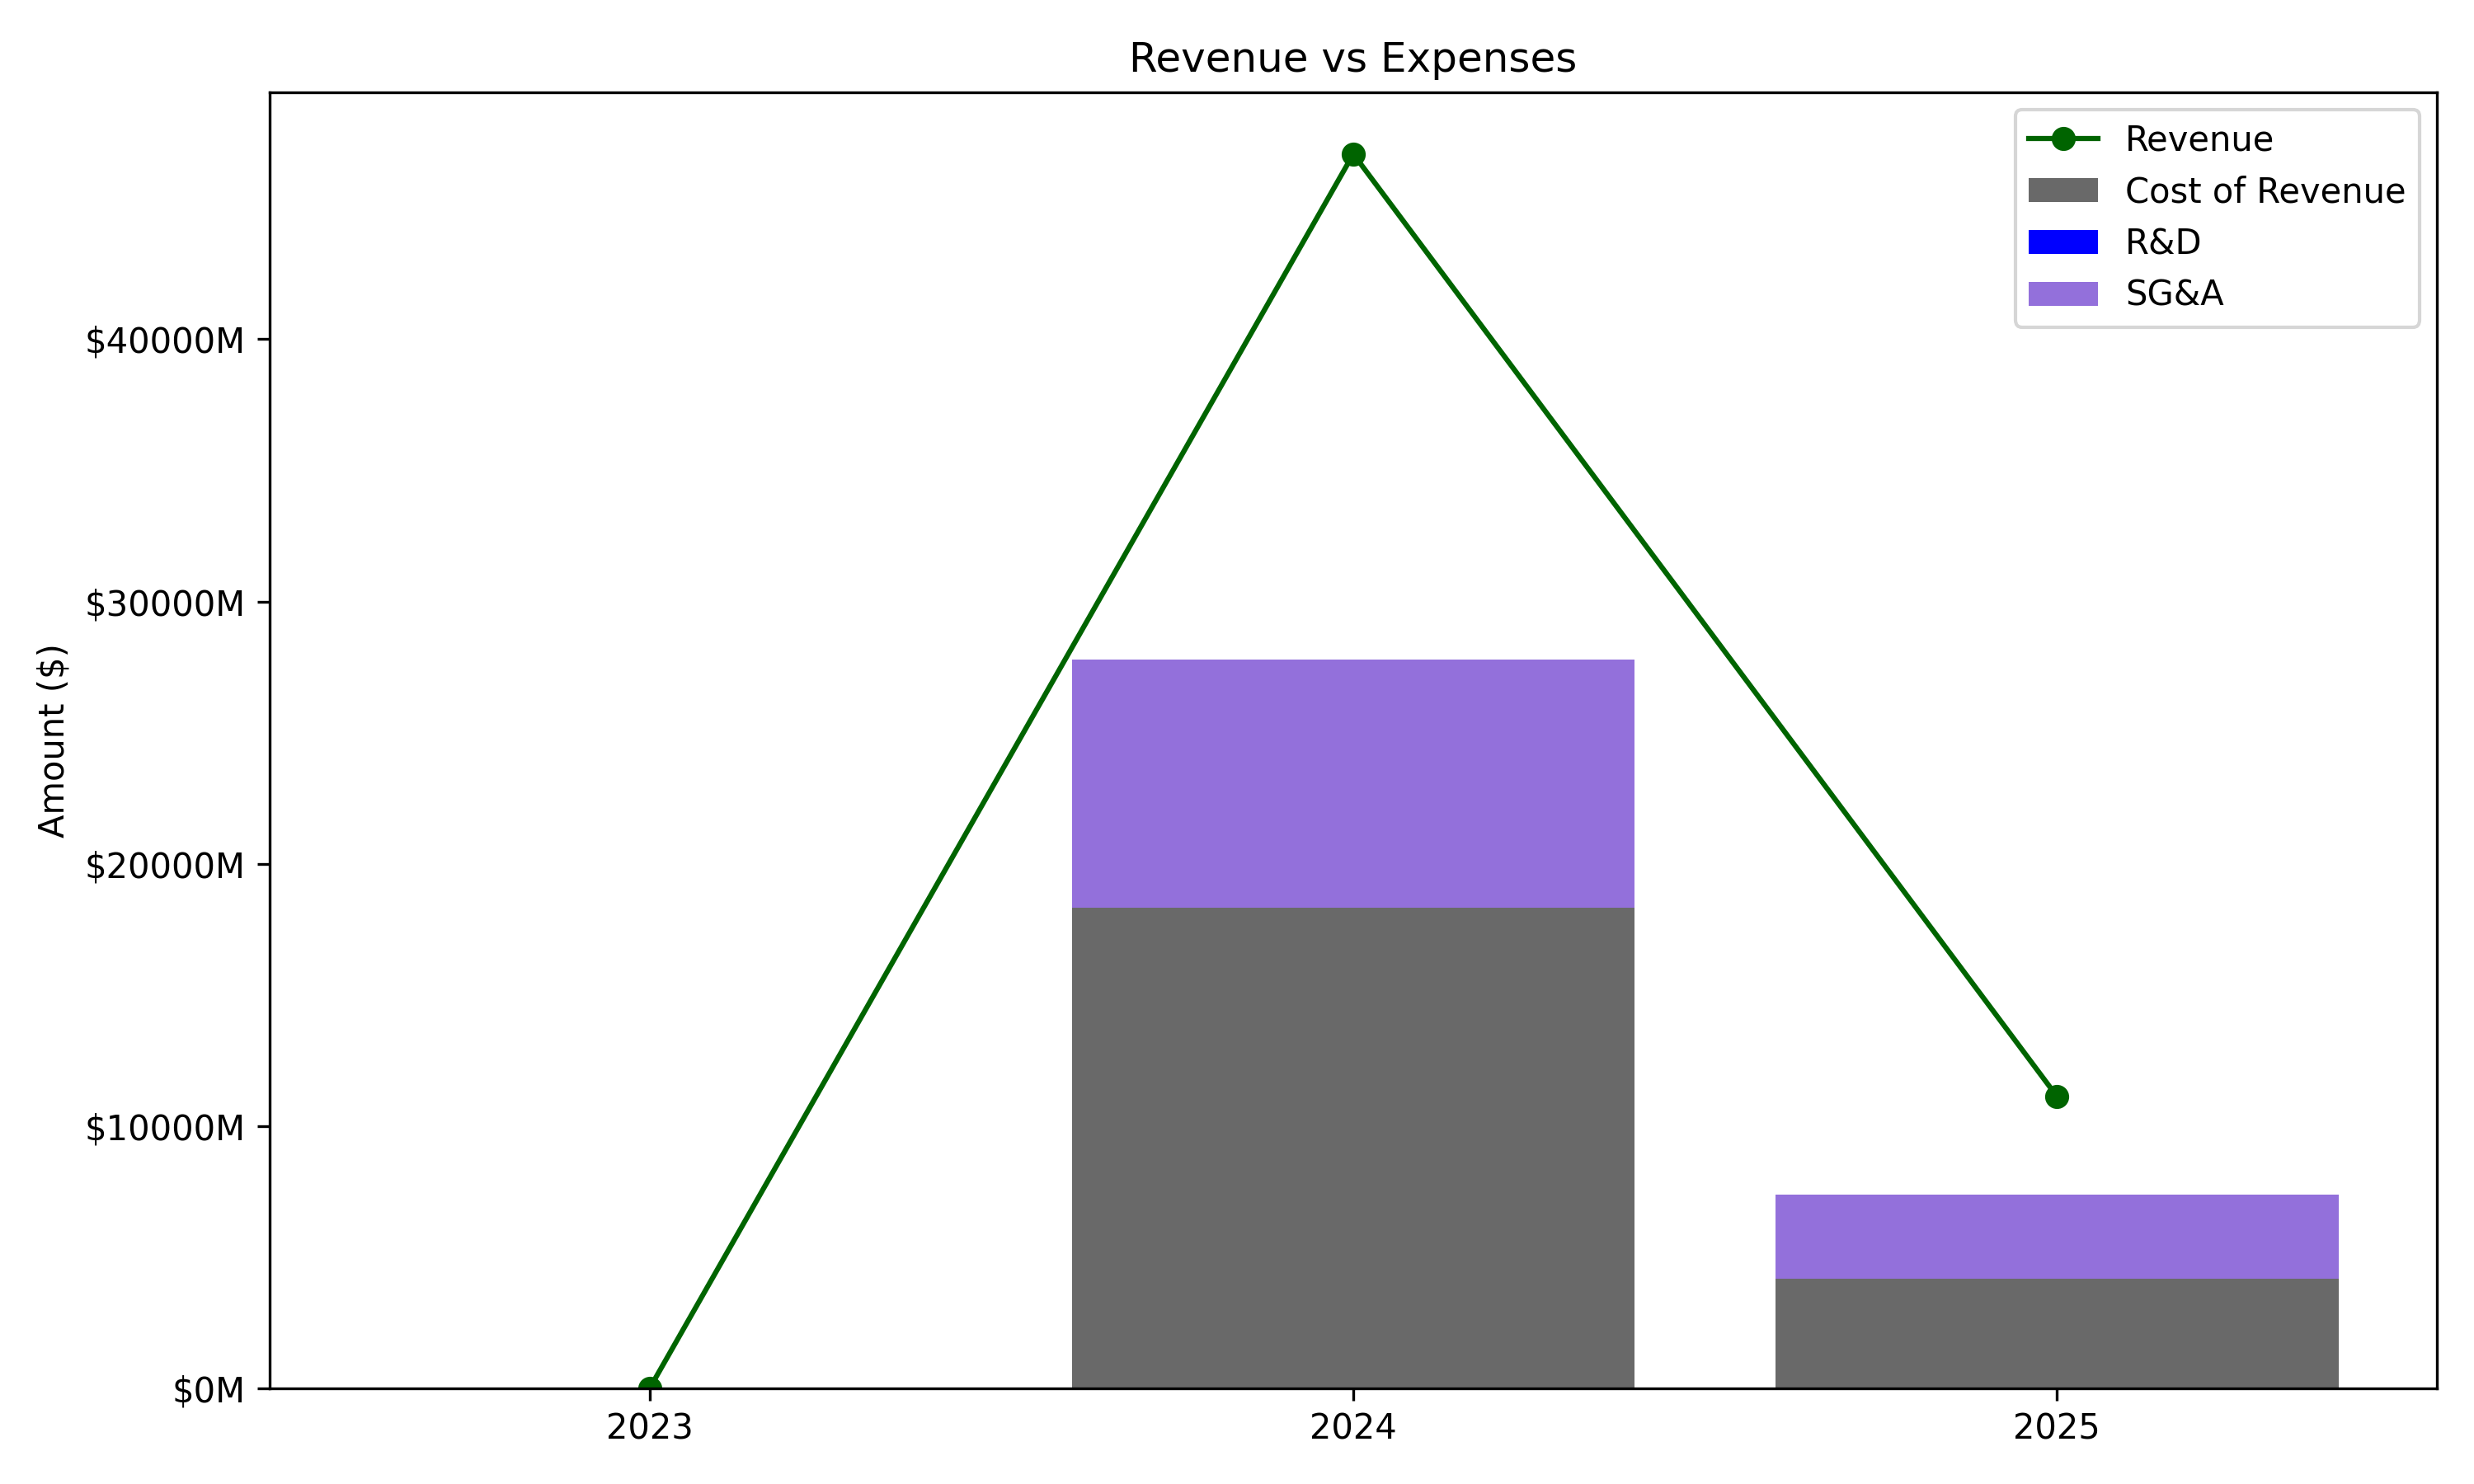 Revenue vs Expenses
Revenue
Cost of Revenue
R&D
SG&A
Amount ($)
$40000M
$30000M
$20000M
$10000M
$0M
2023
2024
2025